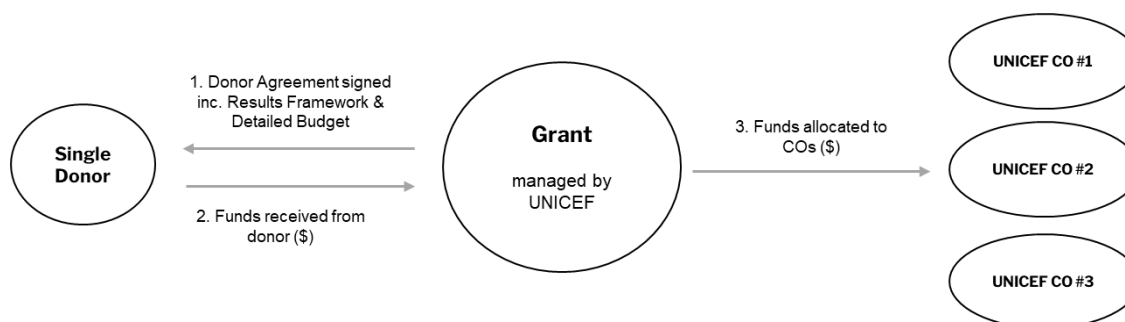 1. Donor Agreement signed
inc. Results Framework &
Detailed Budget
Single
Donor
2. Funds received from
donor ($)
Grant
managed by
UNICEF
3. Funds allocated to
COs ($)
UNICEF CO #1
UNICEF CO #2
UNICEF CO #3